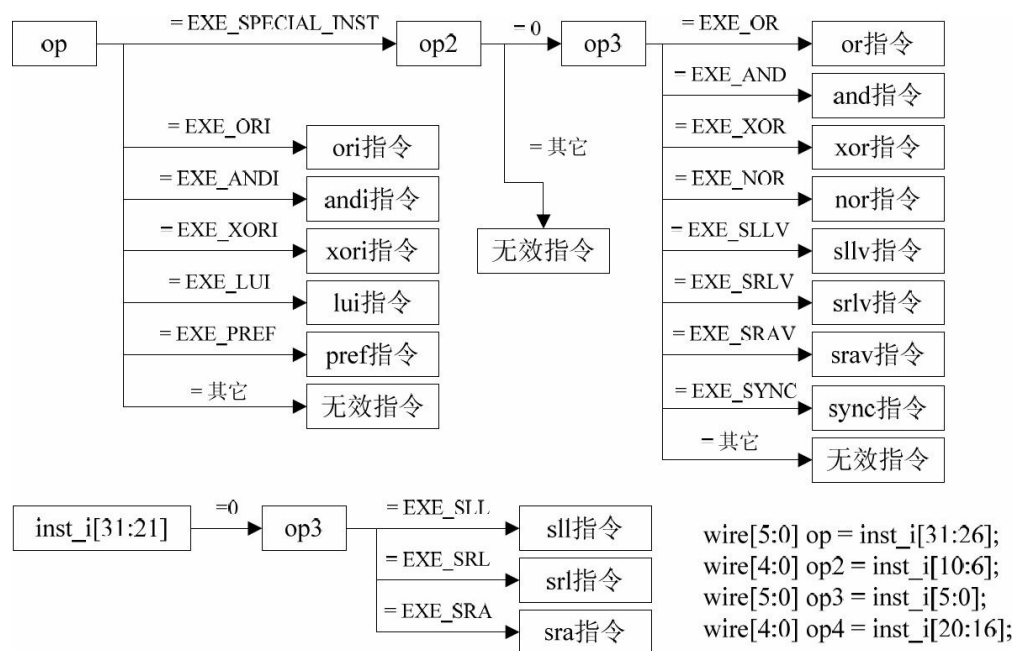 = EXE_SPECIAL_INST
= 0
= EXE_OR
op
op2
op3
or指令
= EXE_AND
and指令
= EXE_ORI
ori指令
= 其它
= EXE_XOR
xor指令
= EXE_ANDI
andi指令
= EXE_NOR
nor指令
= EXE_XORI
xori指令
无效指令
= EXE_SLLV
sllv指令
= EXE_LUI
lui指令
= EXE_SRLV
srlv指令
= EXE_PREF
pref指令
= EXE_SRAV
srav指令
= 其它
无效指令
= EXE_SYNC
sync指令
= 其它
无效指令
inst_i[31:21]
=0
op3
= EXE_SLL
sll指令
= EXE_SRL
srl指令
= EXE_SRA
sra指令
wire[5:0] op = inst_i[31:26];
wire[4:0] op2 = inst_i[10:6];
wire[5:0] op3 = inst_i[5:0];
wire[4:0] op4 = inst_i[20:16];